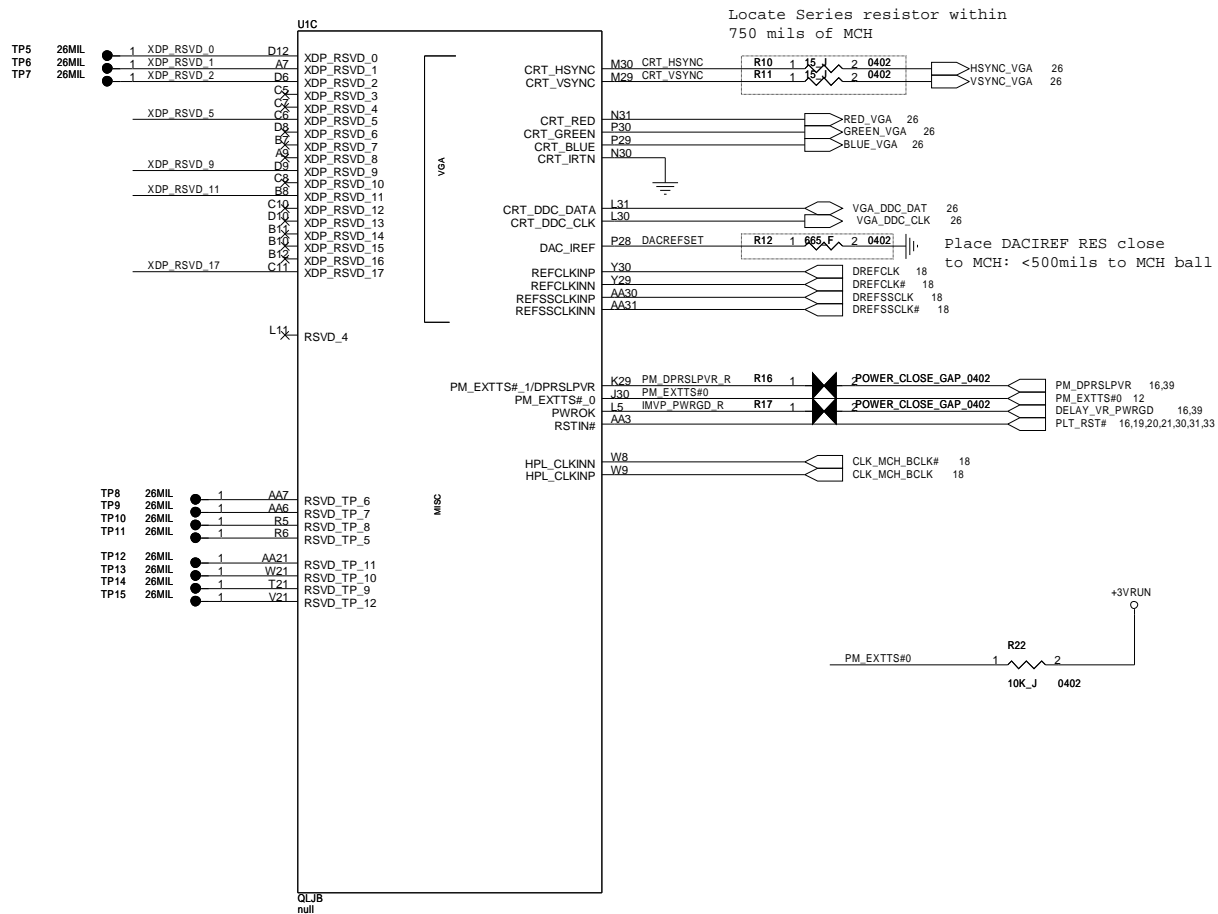 Locate Series resistor within
750 mils of MCH
U1C
TP5 26MIL 1 XDP_RSVD_0 D12 XDP_RSVD_0
TP6 26MIL 1 XDP_RSVD_1 A7 XDP_RSVD_1
TP7 26MIL 1 XDP_RSVD_2 D6 XDP_RSVD_2
C5 XDP_RSVD_3
C7 XDP_RSVD_4
XDP_RSVD_5 C6 XDP_RSVD_5
D8 XDP_RSVD_6
B7 XDP_RSVD_7
A9 XDP_RSVD_8
XDP_RSVD_9 D9 XDP_RSVD_9
C8 XDP_RSVD_10
XDP_RSVD_11 B8 XDP_RSVD_11
C10 XDP_RSVD_12
D10 XDP_RSVD_13
B11 XDP_RSVD_14
B10 XDP_RSVD_15
B12 XDP_RSVD_16
XDP_RSVD_17 C11 XDP_RSVD_17
L11 RSVD_4
VGA
CRT_HSYNC M30 CRT_HSYNC R10 1 15_J 2 0402 HSYNC_VGA 26
CRT_VSYNC M29 CRT_VSYNC R11 1 15_J 2 0402 VSYNC_VGA 26
CRT_RED N31 RED_VGA 26
CRT_GREEN P30 GREEN_VGA 26
CRT_BLUE P29 BLUE_VGA 26
CRT_IRTN N30
CRT_DDC_DATA L31 VGA_DDC_DAT 26
CRT_DDC_CLK L30 VGA_DDC_CLK 26
DAC_IREF P28 DACREFSET R12 1 665_F 2 0402
Place DACIREF RES close
to MCH: <500mils to MCH ball
REFCLKINP Y30 DREFCLK 18
REFCLKINN Y29 DREFCLK# 18
REFSSCLKINP AA30 DREFSSCLK 18
REFSSCLKINN AA31 DREFSSCLK# 18
PM_EXTTS#_1/DPRSLPVR K29 PM_DPRSLPVR_R R16 1 2 POWER_CLOSE_GAP_0402 PM_DPRSLPVR 16,39
PM_EXTTS#_0 J30 PM_EXTTS#0 PM_EXTTS#0 12
PWROK L5 IMVP_PWRGD_R R17 1 2 POWER_CLOSE_GAP_0402 DELAY_VR_PWRGD 16,39
RSTIN# AA3 PLT_RST# 16,19,20,21,30,31,33
HPL_CLKINN W8 CLK_MCH_BCLK# 18
HPL_CLKINP W9 CLK_MCH_BCLK 18
MISC
TP8 26MIL 1 AA7 RSVD_TP_6
TP9 26MIL 1 AA6 RSVD_TP_7
TP10 26MIL 1 R5 RSVD_TP_8
TP11 26MIL 1 R6 RSVD_TP_5
TP12 26MIL 1 AA21 RSVD_TP_11
TP13 26MIL 1 W21 RSVD_TP_10
TP14 26MIL 1 T21 RSVD_TP_9
TP15 26MIL 1 V21 RSVD_TP_12
+3VRUN
R22
PM_EXTTS#0 1 2
10K_J 0402
QLJB
null